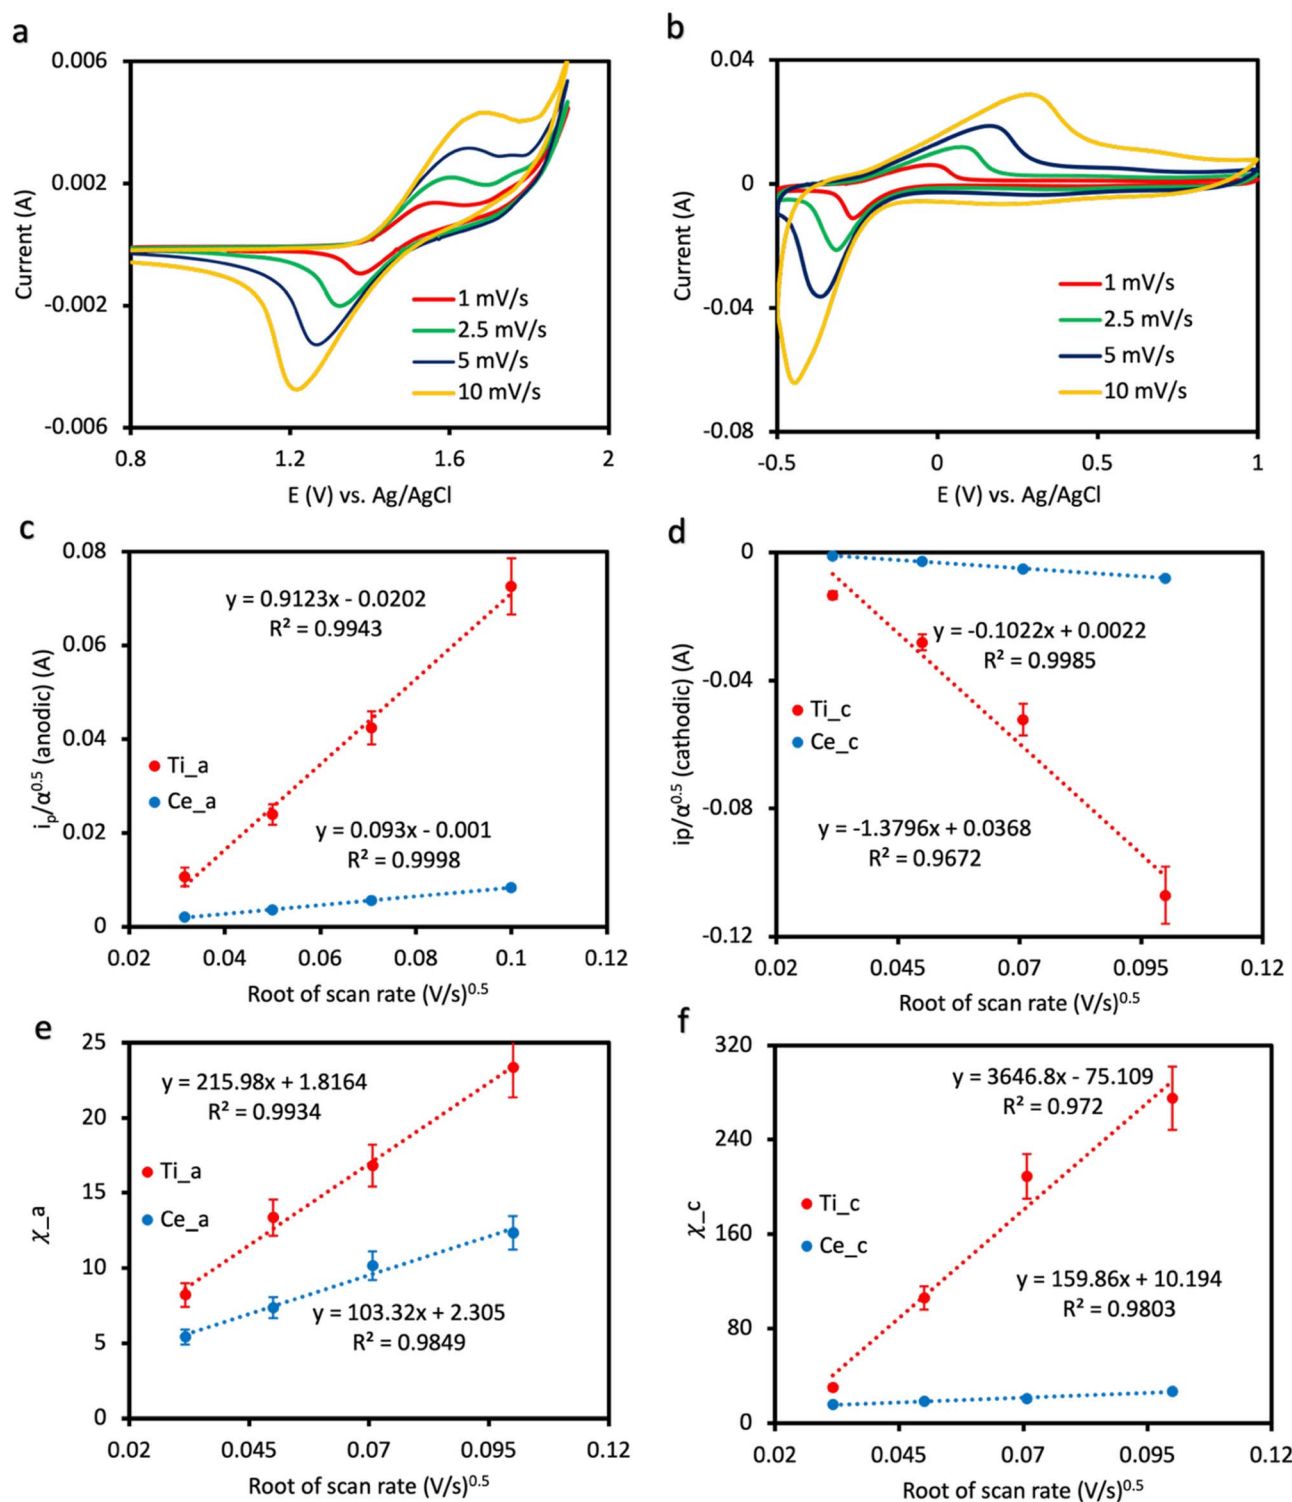 a
0.006
0.002
-0.002
-0.006
Current (A)
1 mV/s
2.5 mV/s
5 mV/s
10 mV/s
0.8
1.2
1.6
2
E (V) vs. Ag/AgCl
b
0.04
0
-0.04
-0.08
Current (A)
1 mV/s
2.5 mV/s
5 mV/s
10 mV/s
-0.5
0
0.5
1
E (V) vs. Ag/AgCl
c
0.08
0.06
0.04
0.02
0
iₚ/α⁰·⁵ (anodic) (A)
y = 0.9123x - 0.0202
R² = 0.9943
Ti_a
Ce_a
y = 0.093x - 0.001
R² = 0.9998
0.02
0.04
0.06
0.08
0.1
0.12
Root of scan rate (V/s)⁰·⁵
d
0
-0.04
-0.08
-0.12
ip/α⁰·⁵ (cathodic) (A)
y = -0.1022x + 0.0022
R² = 0.9985
Ti_c
Ce_c
y = -1.3796x + 0.0368
R² = 0.9672
0.02
0.045
0.07
0.095
0.12
Root of scan rate (V/s)⁰·⁵
e
25
20
15
10
5
0
χ_a
y = 215.98x + 1.8164
R² = 0.9934
Ti_a
Ce_a
y = 103.32x + 2.305
R² = 0.9849
0.02
0.045
0.07
0.095
0.12
Root of scan rate (V/s)⁰·⁵
f
320
240
160
80
0
χ_c
y = 3646.8x - 75.109
R² = 0.972
Ti_c
Ce_c
y = 159.86x + 10.194
R² = 0.9803
0.02
0.045
0.07
0.095
0.12
Root of scan rate (V/s)⁰·⁵